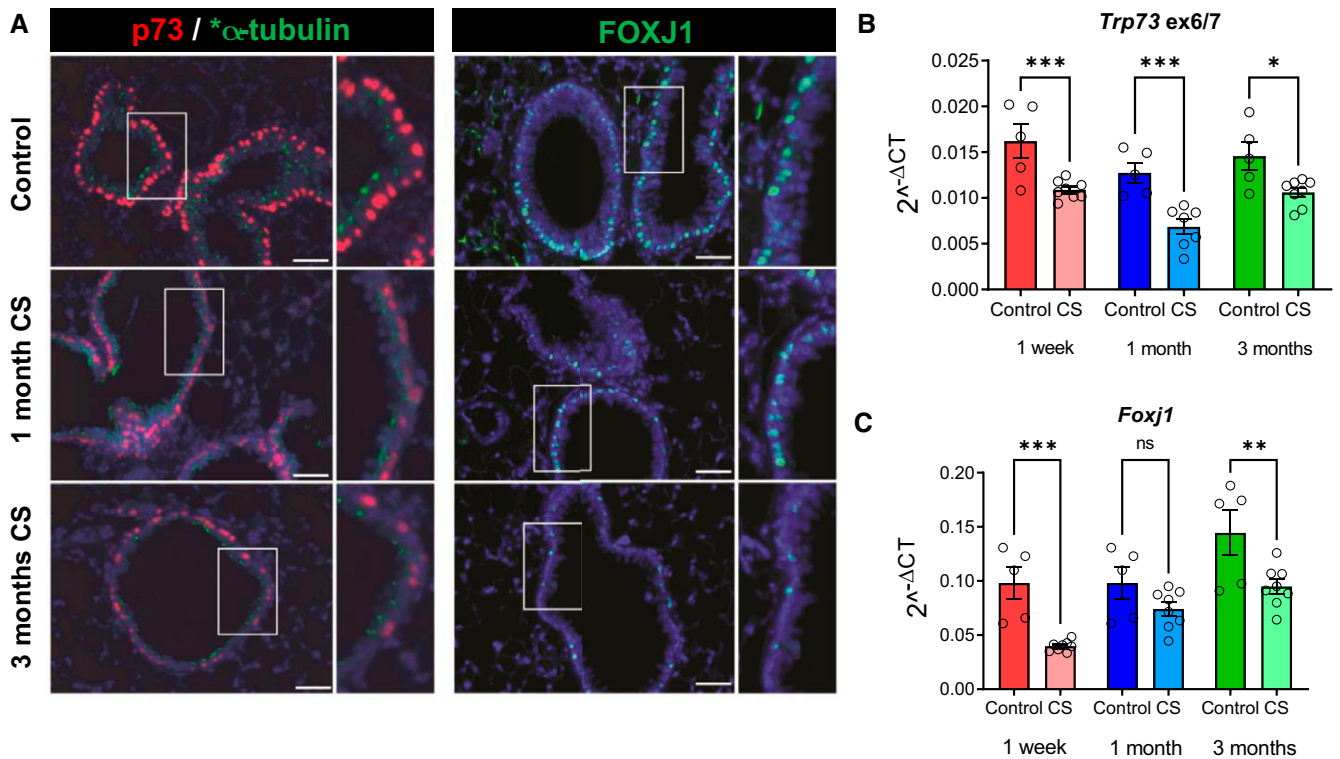 A
p73 / *α-tubulin
FOXJ1
Control
1 month CS
3 months CS
B
Trp73 ex6/7
2^-ΔCT
0.025
0.020
0.015
0.010
0.005
0.000
*** *** *
Control CS Control CS Control CS
1 week 1 month 3 months
C
Foxj1
2^-ΔCT
0.20
0.15
0.10
0.05
0.00
*** ns **
Control CS Control CS Control CS
1 week 1 month 3 months